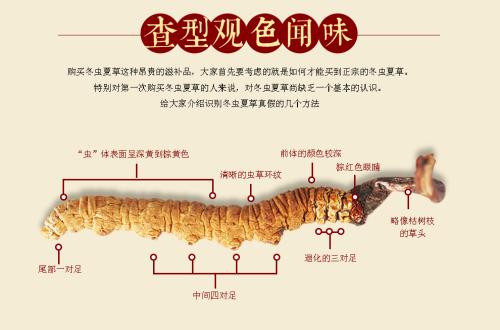 查型观色闻味
购买冬虫夏草这种昂贵的滋补品，大家首先要考虑的就是如何才能买到正宗的冬虫夏草。
特别对第一次购买冬虫夏草的人来说，对冬虫夏草尚缺乏一个基本的认识。
给大家介绍识别冬虫夏草真假的几个方法
“虫”体表面呈深黄到棕黄色
清晰的虫草环纹
前体的颜色较深
棕红色眼睛
略像枯树枝
的草头
退化的三对足
尾部一对足
中间四对足